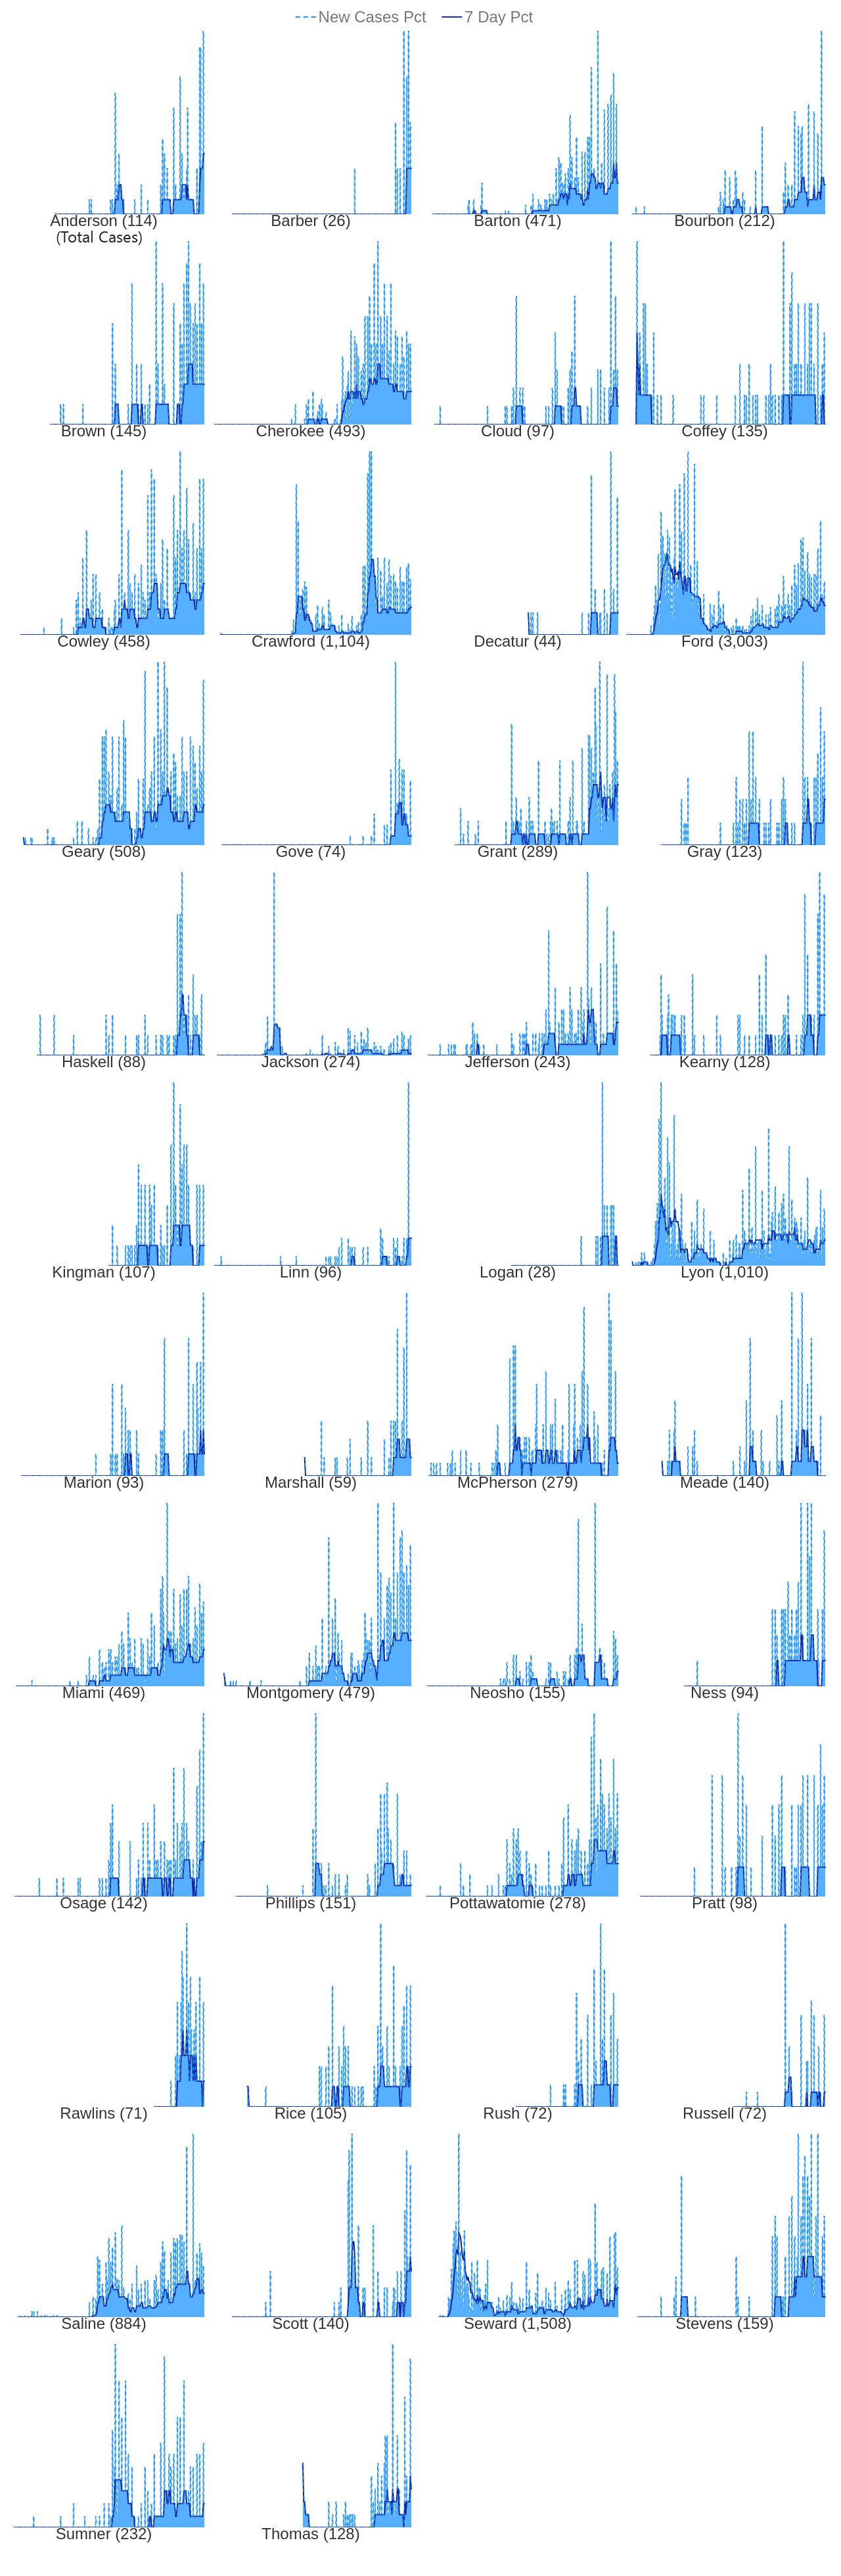 New Cases Pct 7 Day Pct
Anderson (114) Barber (26) Barton (471) Bourbon (212)
(Total Cases)
Brown (145) Cherokee (493) Cloud (97) Coffey (135)
Cowley (458) Crawford (1,104) Decatur (44) Ford (3,003)
Geary (508) Gove (74) Grant (289) Gray (123)
Haskell (88) Jackson (274) Jefferson (243) Kearny (128)
Kingman (107) Linn (96) Logan (28) Lyon (1,010)
Marion (93) Marshall (59) McPherson (279) Meade (140)
Miami (469) Montgomery (479) Neosho (155) Ness (94)
Osage (142) Phillips (151) Pottawatomie (278) Pratt (98)
Rawlins (71) Rice (105) Rush (72) Russell (72)
Saline (884) Scott (140) Seward (1,508) Stevens (159)
Sumner (232) Thomas (128)